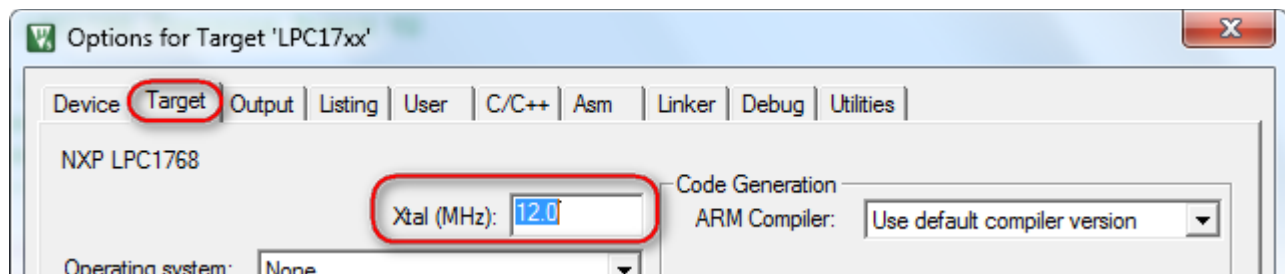 Options for Target 'LPC17xx'
Device Target Output Listing User C/C++ Asm Linker Debug Utilities
NXP LPC1768
Code Generation
Xtal (MHz): 12.0 ARM Compiler: Use default compiler version
Operating system: None